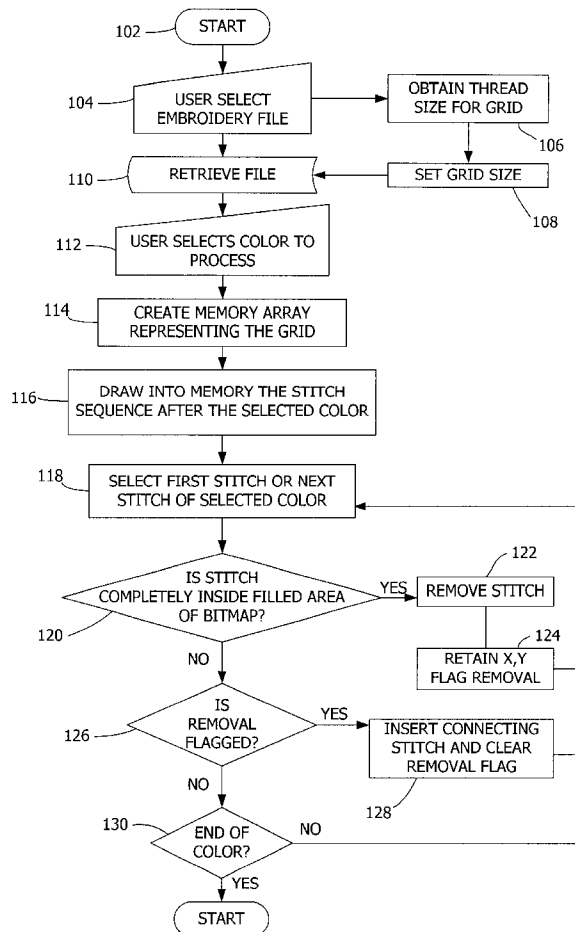 START
102
104
USER SELECT
EMBROIDERY FILE
OBTAIN THREAD
SIZE FOR GRID
106
110
RETRIEVE FILE
SET GRID SIZE
108
112
USER SELECTS COLOR TO
PROCESS
114
CREATE MEMORY ARRAY
REPRESENTING THE GRID
116
DRAW INTO MEMORY THE STITCH
SEQUENCE AFTER THE SELECTED COLOR
118
SELECT FIRST STITCH OR NEXT
STITCH OF SELECTED COLOR
IS STITCH
COMPLETELY INSIDE FILLED AREA
OF BITMAP?
120
YES
122
REMOVE STITCH
124
RETAIN X,Y
FLAG REMOVAL
NO
IS
REMOVAL
FLAGGED?
126
YES
INSERT CONNECTING
STITCH AND CLEAR
REMOVAL FLAG
128
NO
130
END OF
COLOR?
NO
YES
START